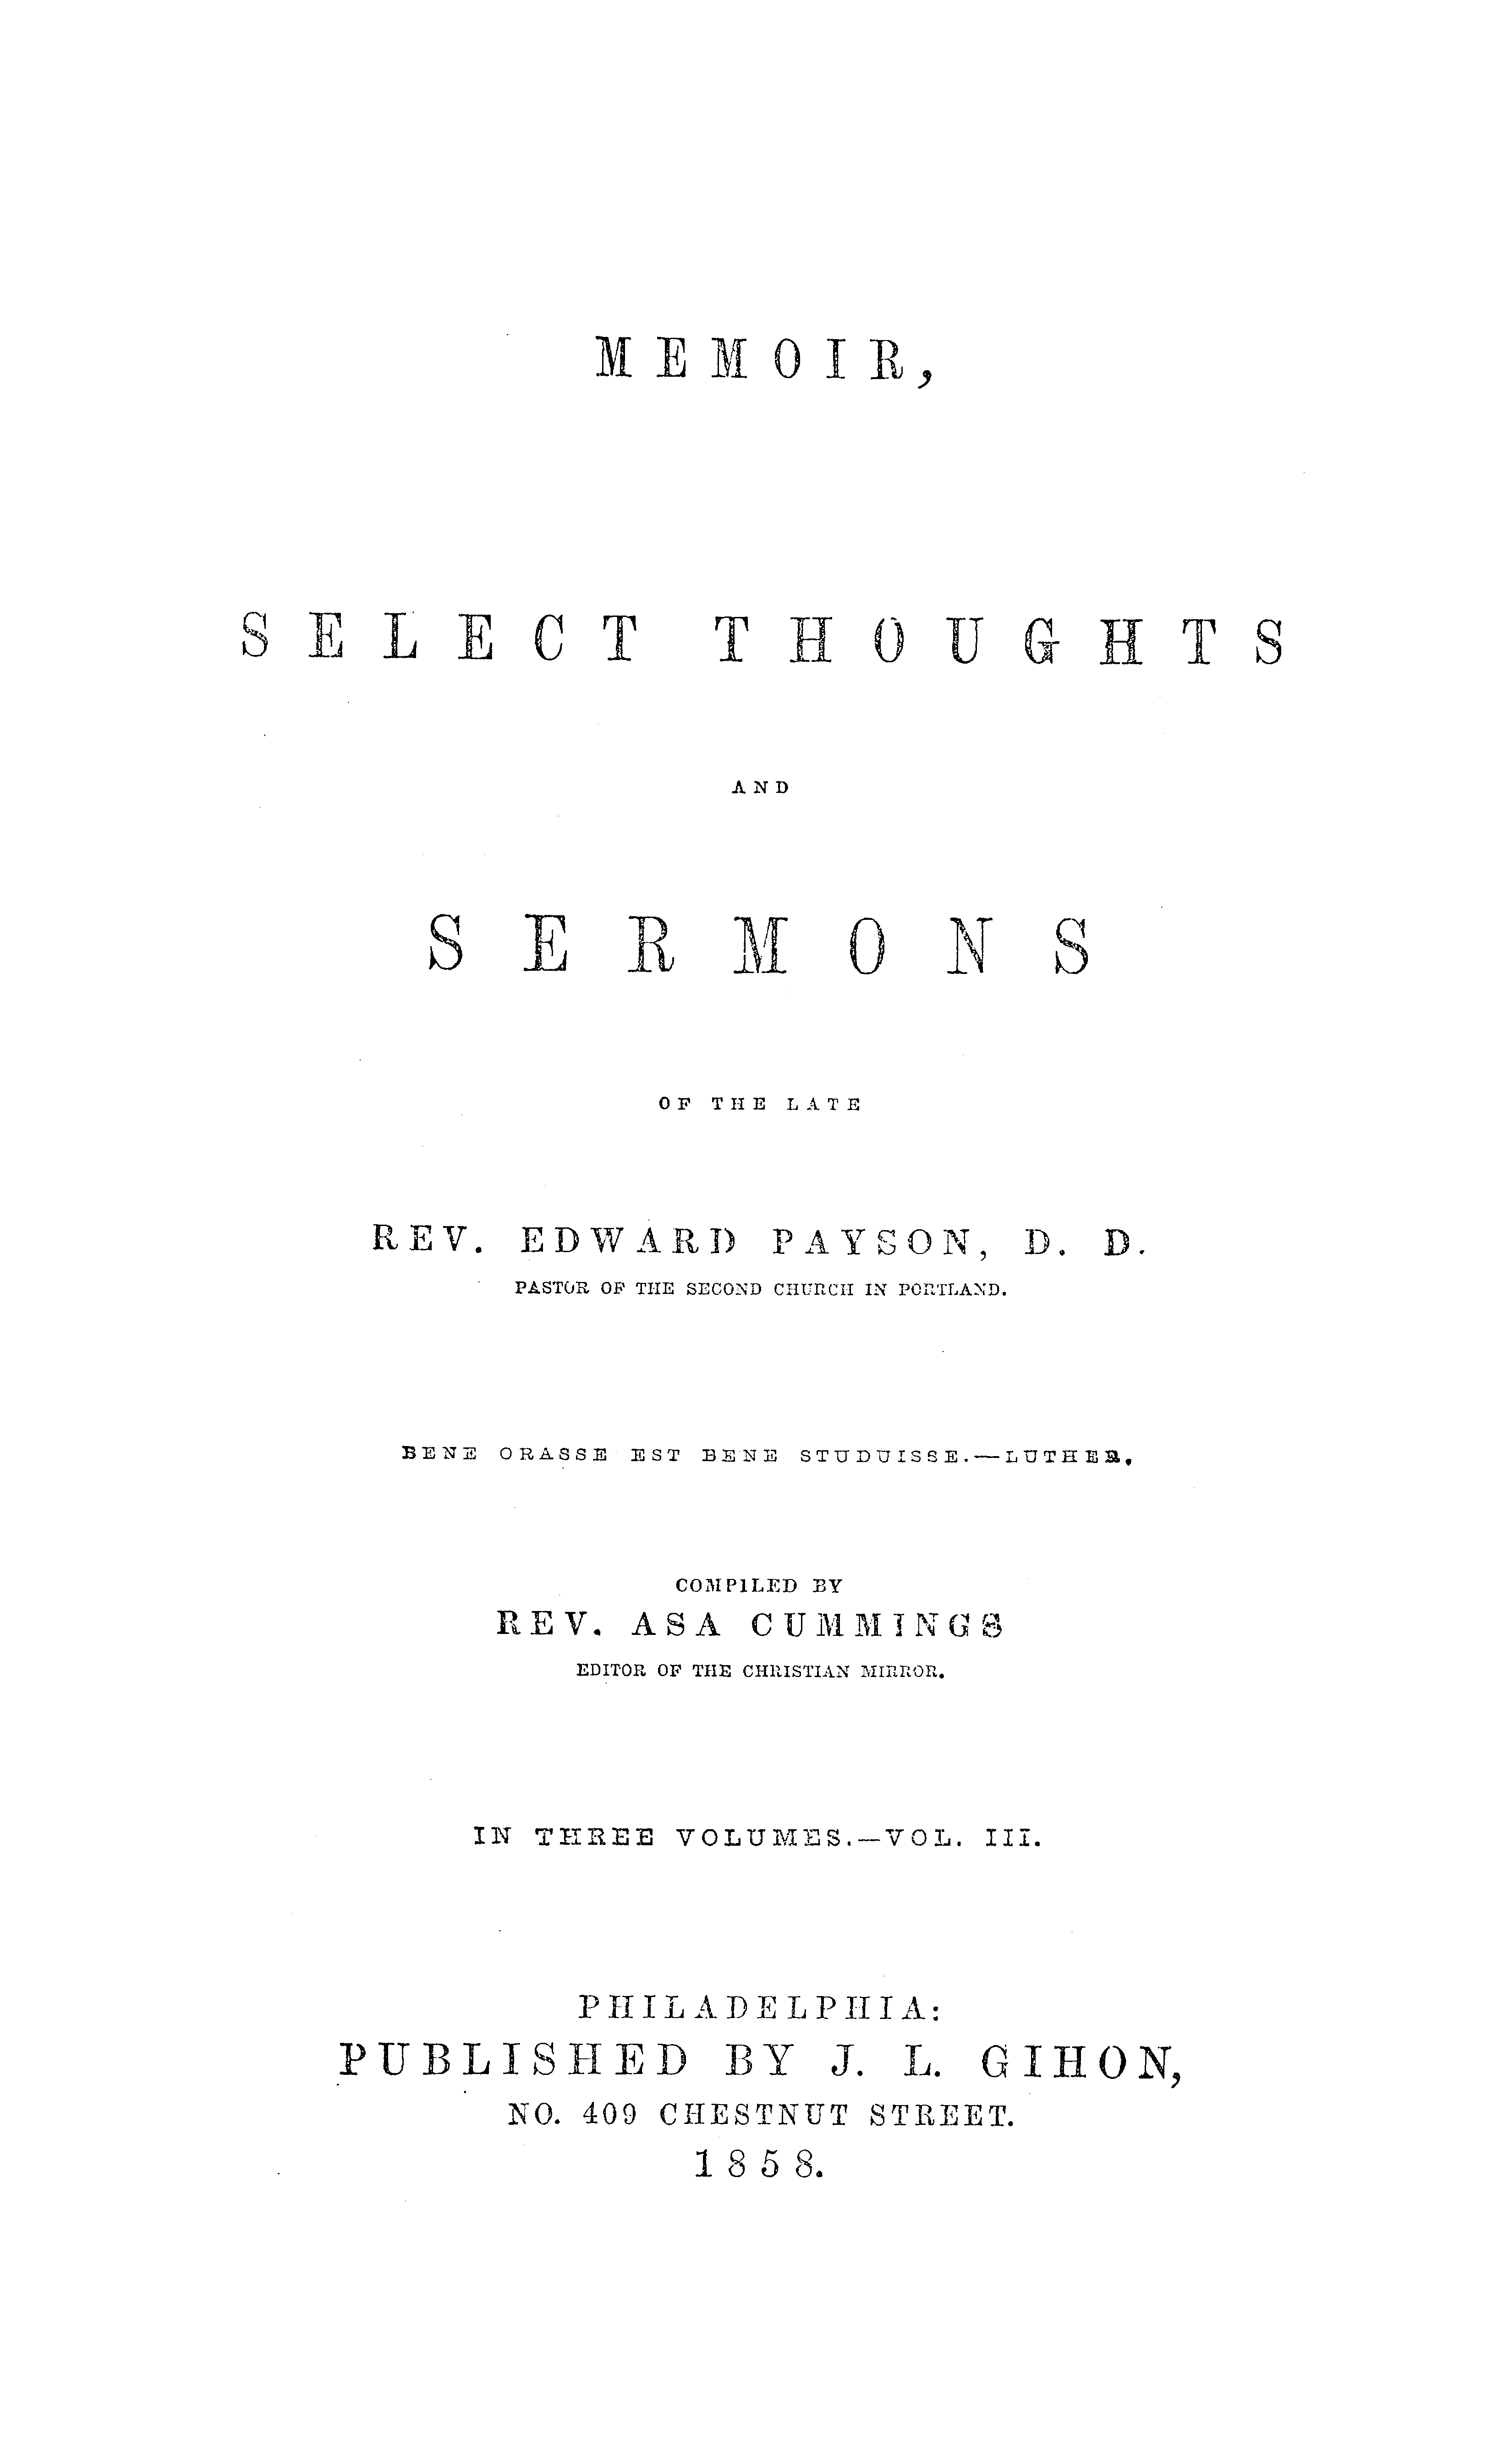 MEMOIR,
SELECT THOUGHTS
AND
SERMONS
OF THE LATE
REV. EDWARD PAYSON, D. D.
PASTOR OF THE SECOND CHURCH IN PORTLAND.
BENE ORASSE EST BENE STUDUISSE.—LUTHER.
COMPILED BY
REV. ASA CUMMINGS
EDITOR OF THE CHRISTIAN MIRROR.
IN THREE VOLUMES.—VOL. III.
PHILADELPHIA:
PUBLISHED BY J. L. GIHON,
NO. 409 CHESTNUT STREET.
1858.